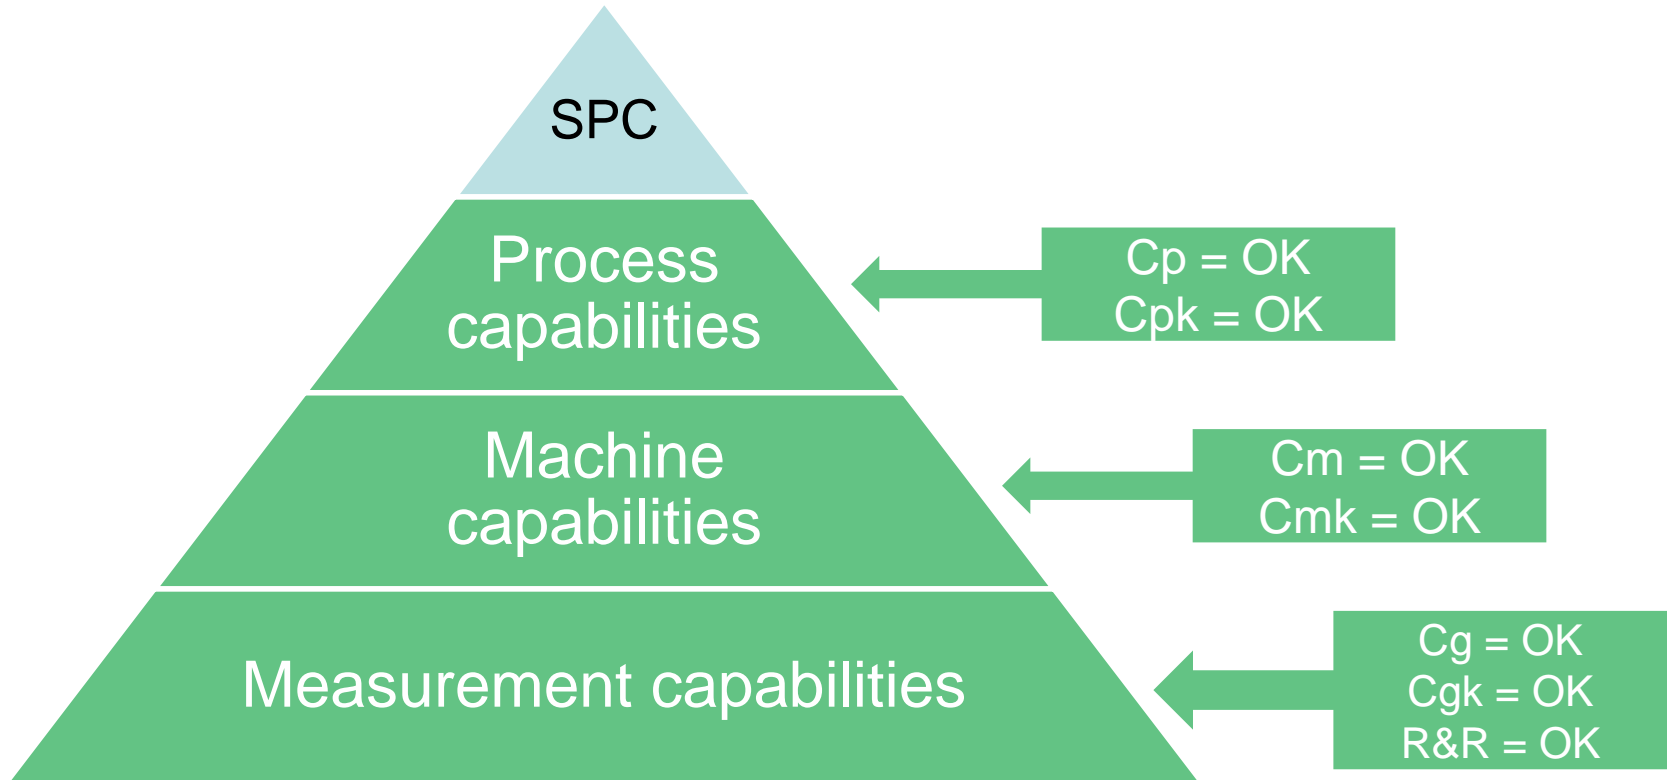 SPC
Process
capabilities
Cp = OK
Cpk = OK
Machine
capabilities
Cm = OK
Cmk = OK
Measurement capabilities
Cg = OK
Cgk = OK
R&R = OK